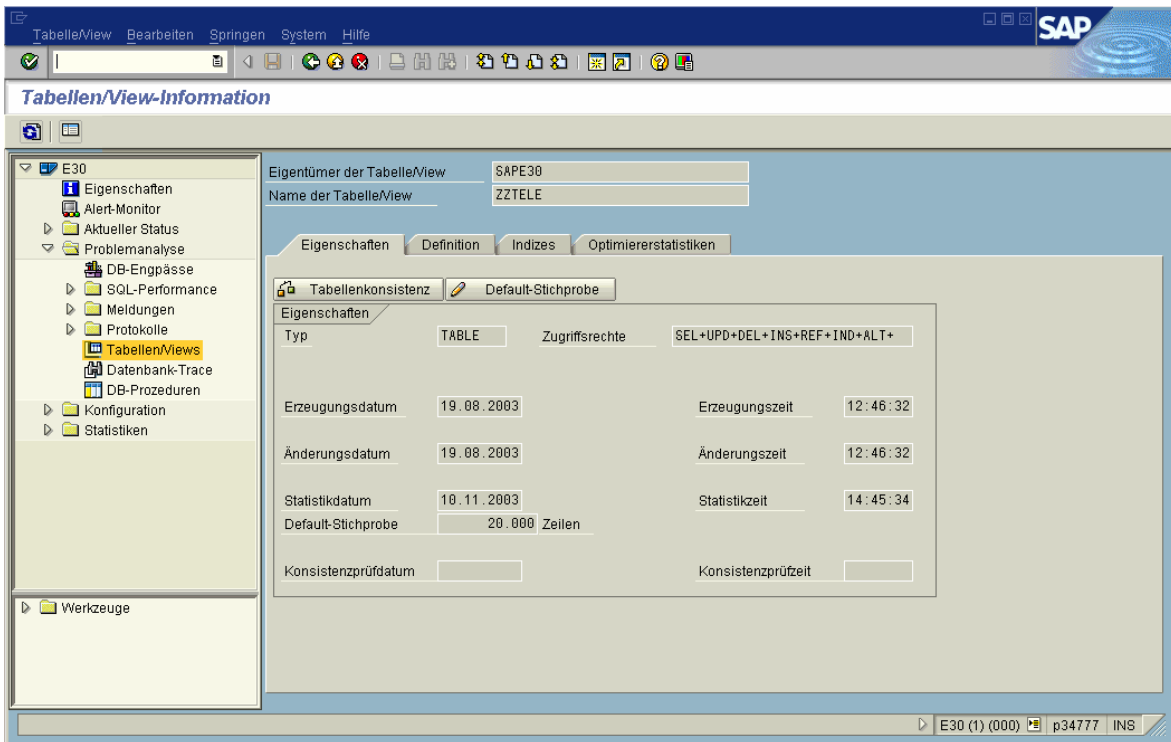 Tabelle/View Bearbeiten Springen System Hilfe
SAP
Tabellen/View-Information
E30
Eigenschaften
Alert-Monitor
Aktueller Status
Problemanalyse
DB-Engpässe
SQL-Performance
Meldungen
Protokolle
Tabellen/Views
Datenbank-Trace
DB-Prozeduren
Konfiguration
Statistiken
Werkzeuge
Eigentümer der Tabelle/View SAPE30
Name der Tabelle/View ZZTELE
Eigenschaften Definition Indizes Optimiererstatistiken
Tabellenkonsistenz Default-Stichprobe
Eigenschaften
Typ TABLE Zugriffsrechte SEL+UPD+DEL+INS+REF+IND+ALT+
Erzeugungsdatum 19.08.2003 Erzeugungszeit 12:46:32
Änderungsdatum 19.08.2003 Änderungszeit 12:46:32
Statistikdatum 10.11.2003 Statistikzeit 14:45:34
Default-Stichprobe 20.000 Zeilen
Konsistenzprüfdatum Konsistenzprüfzeit
E30 (1) (000) p34777 INS